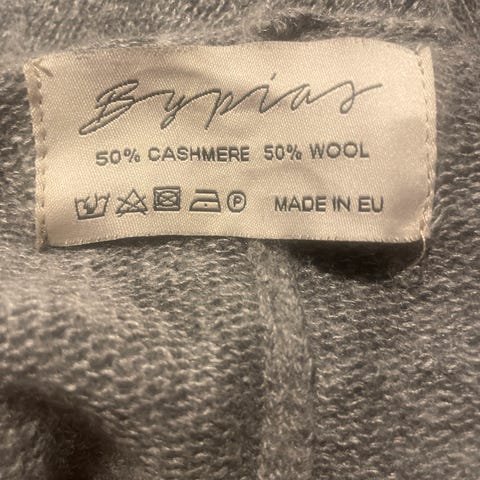 Bypias
50% CASHMERE 50% WOOL
P MADE IN EU